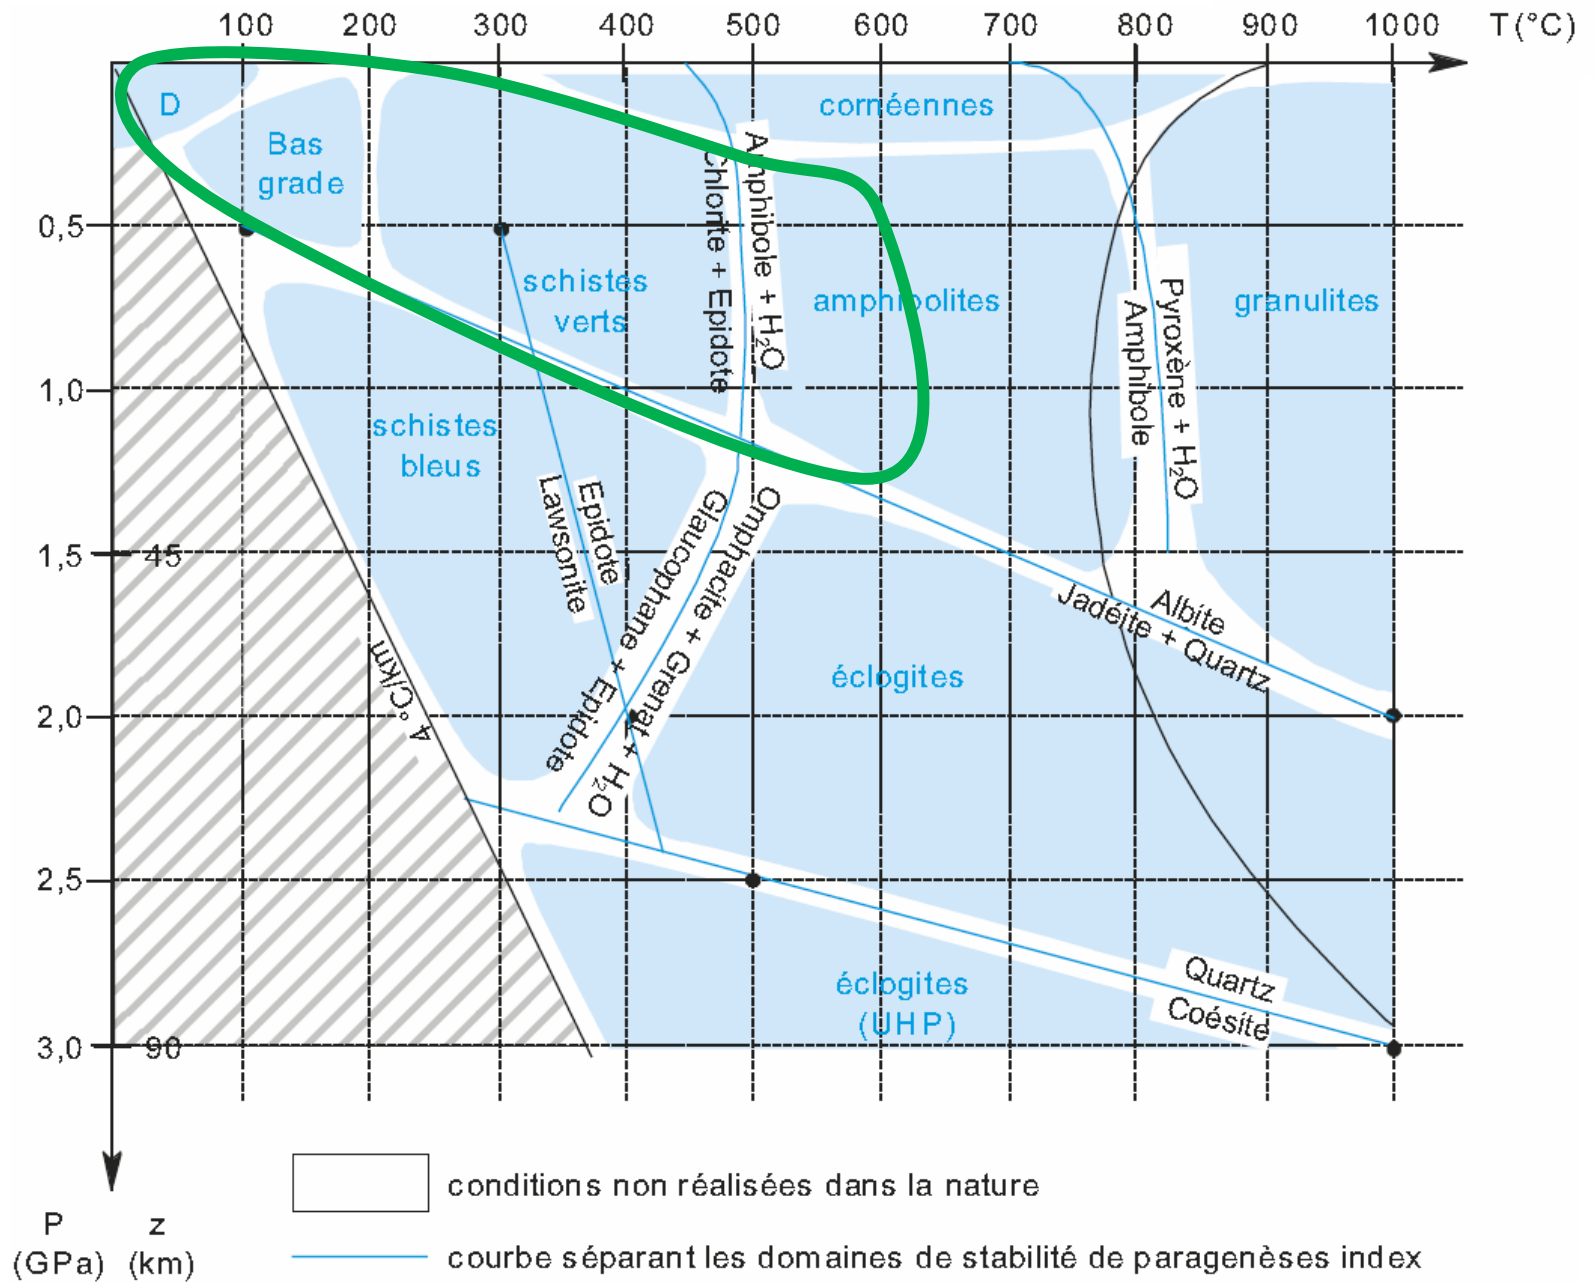 100 200 300 400 500 600 700 800 900 1000 T (°C)
D
cornéennes
Bas
grade
0,5
Chlorite + Epidote
Amphibole + H₂O
schistes
verts
amphibolites
Amphibole
Pyroxène + H₂O
granulites
1,0
schistes
bleus
Lawsonite
Epidote
Glaucophane + Epidote
Omphacite + Grenat + H₂O
1,5
45
Albite
Jadéite + Quartz
4 °C/km
éclogites
2,0
2,5
Quartz
Coésite
éclogites
(UHP)
3,0
90
conditions non réalisées dans la nature
P
(GPa)
z
(km)
courbe séparant les domaines de stabilité de paragenèses index